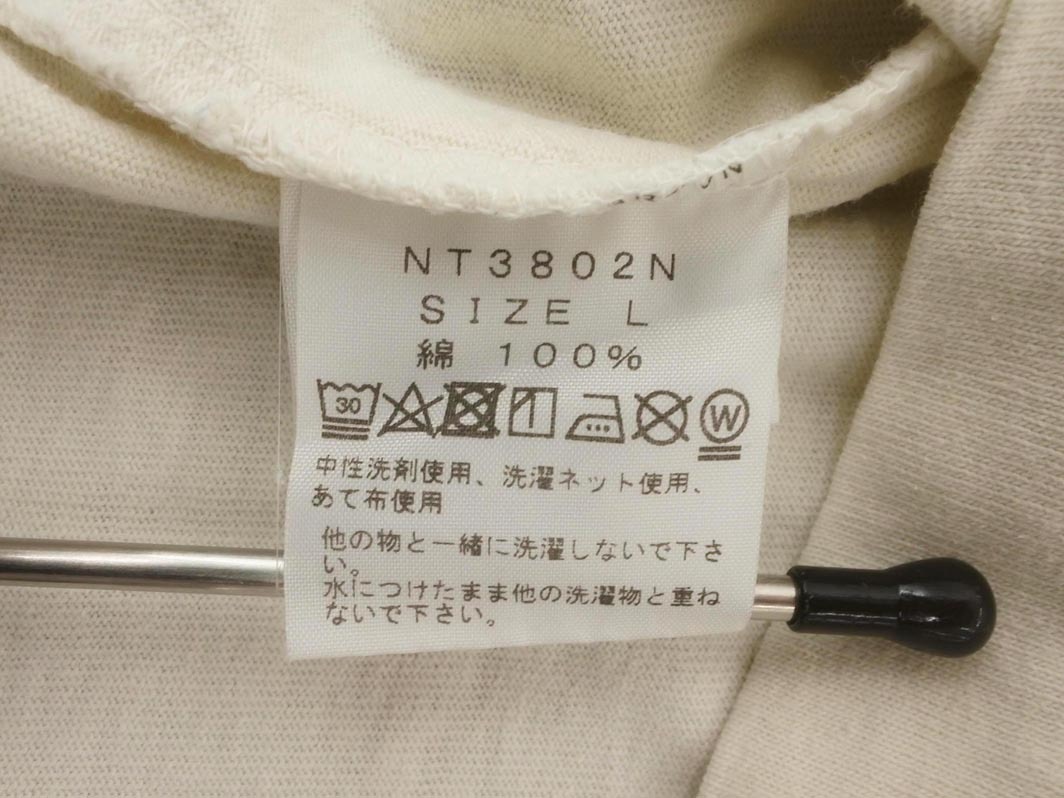 NT3802N
SIZE L
綿 100%
30
W
中性洗剤使用、洗濯ネット使用、
あて布使用
他の物と一緒に洗濯しないで下さ
い。
水につけたまま他の洗濯物と重ね
ないで下さい。